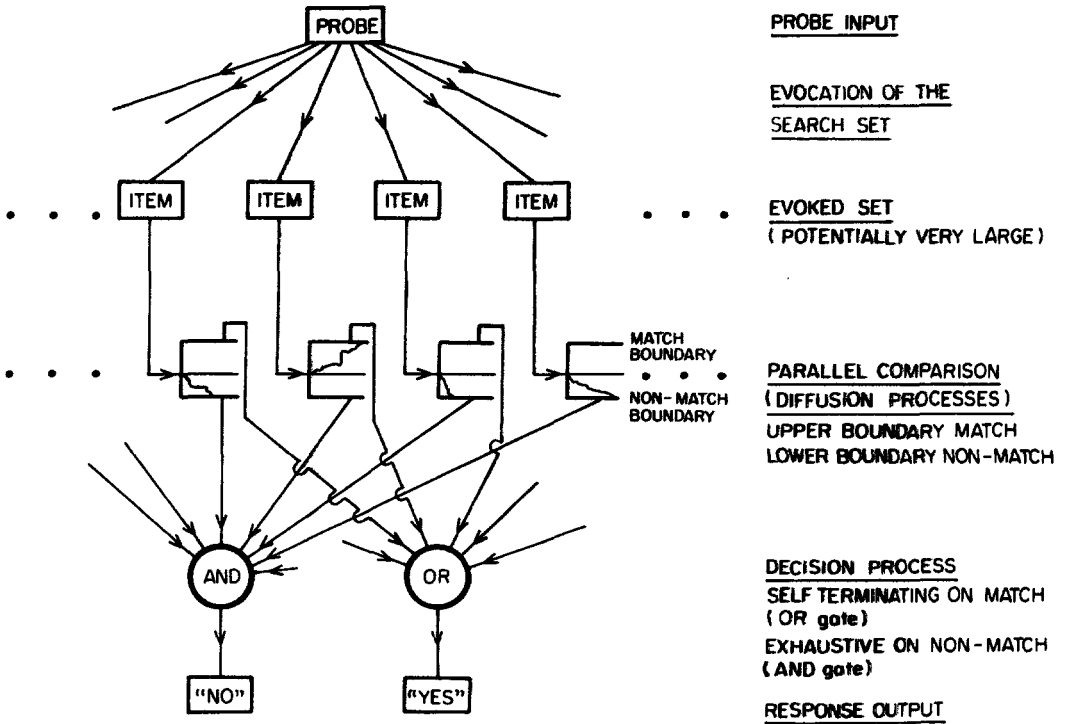 PROBE
PROBE INPUT
EVOCATION OF THE
SEARCH SET
ITEM ITEM ITEM ITEM
EVOKED SET
(POTENTIALLY VERY LARGE)
MATCH
BOUNDARY
NON-MATCH
BOUNDARY
PARALLEL COMPARISON
(DIFFUSION PROCESSES)
UPPER BOUNDARY MATCH
LOWER BOUNDARY NON-MATCH
AND
OR
DECISION PROCESS
SELF TERMINATING ON MATCH
(OR gate)
EXHAUSTIVE ON NON-MATCH
(AND gate)
"NO"
"YES"
RESPONSE OUTPUT